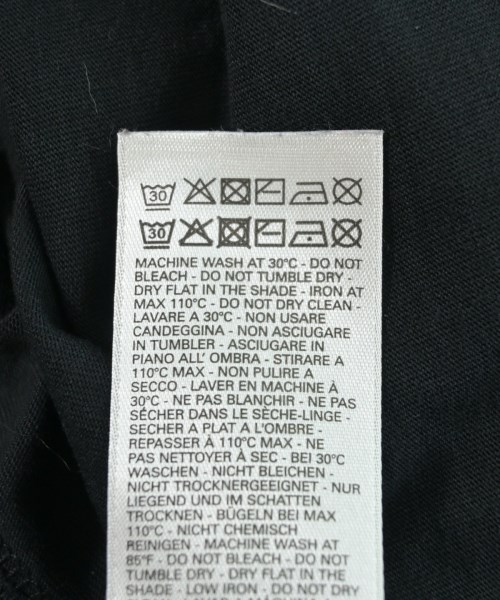 30
30
MACHINE WASH AT 30°C - DO NOT
BLEACH - DO NOT TUMBLE DRY -
DRY FLAT IN THE SHADE - IRON AT
MAX 110°C - DO NOT DRY CLEAN -
LAVARE A 30°C - NON USARE
CANDEGGINA - NON ASCIUGARE
IN TUMBLER - ASCIUGARE IN
PIANO ALL' OMBRA - STIRARE A
110°C MAX - NON PULIRE A
SECCO - LAVER EN MACHINE À
30°C - NE PAS BLANCHIR - NE PAS
SÉCHER DANS LE SÈCHE-LINGE -
SECHER A PLAT A L'OMBRE -
REPASSER À 110°C MAX - NE
PAS NETTOYER À SEC - BEI 30°C
WASCHEN - NICHT BLEICHEN -
NICHT TROCKNERGEEIGNET - NUR
LIEGEND UND IM SCHATTEN
TROCKNEN - BÜGELN BEI MAX
110°C - NICHT CHEMISCH
REINIGEN - MACHINE WASH AT
85°F - DO NOT BLEACH - DO NOT
TUMBLE DRY - DRY FLAT IN THE
SHADE - LOW IRON - DO NOT DRY